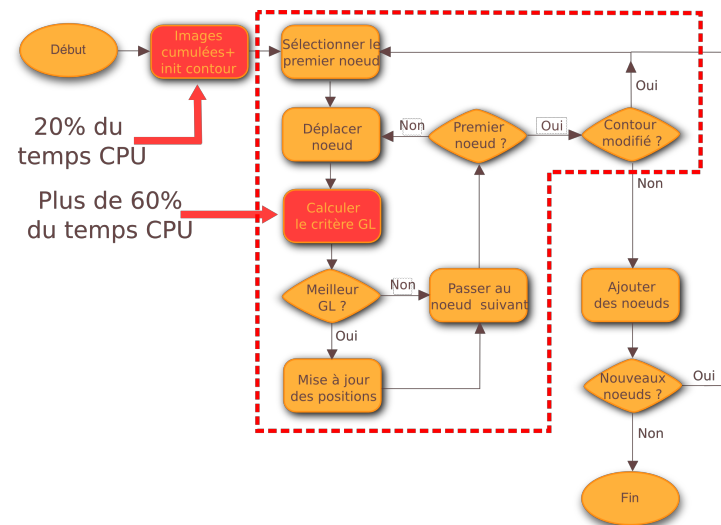 Début
Images
cumulées+
init contour
Sélectionner le
premier noeud
Oui
20% du
temps CPU
Déplacer
noeud
Non
Premier
noeud ?
Oui
Contour
modifié ?
Non
Plus de 60%
du temps CPU
Calculer
le critère GL
Meilleur
GL ?
Non
Passer au
noeud suivant
Oui
Mise à jour
des positions
Ajouter
des noeuds
Nouveaux
noeuds ?
Oui
Non
Fin